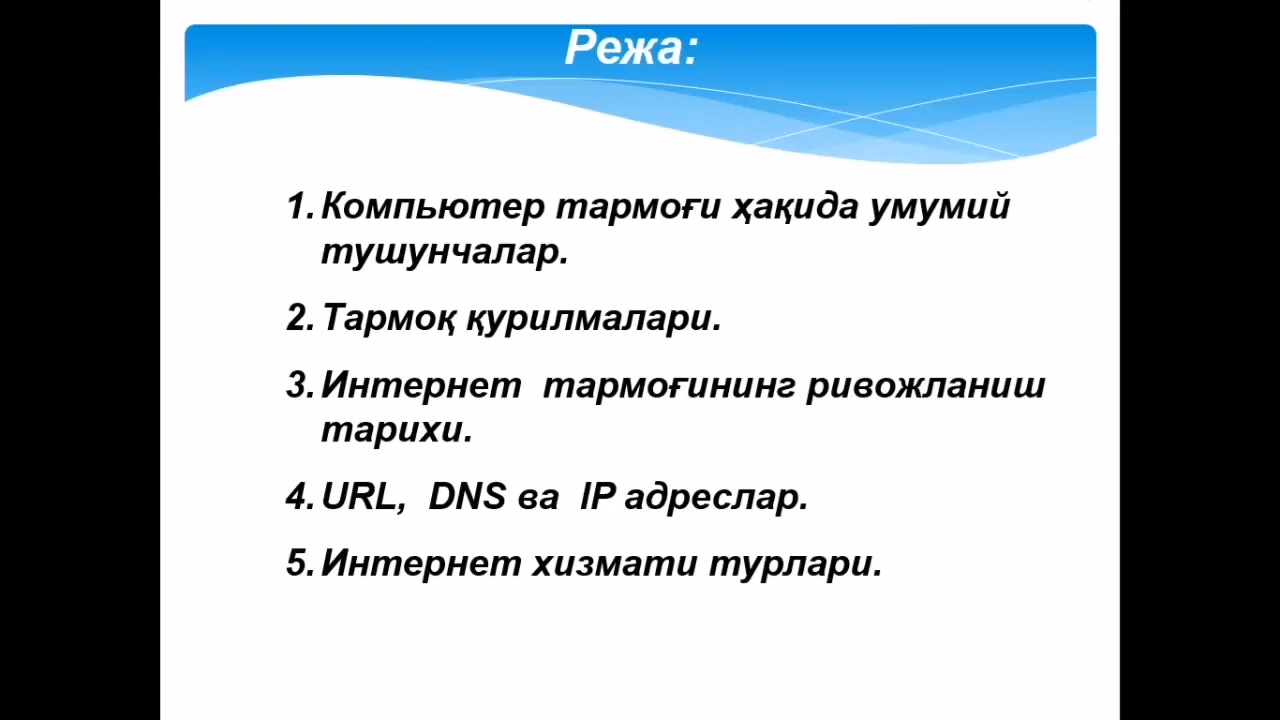 Режа:
1. Компьютер тармоғи ҳақида умумий
тушунчалар.
2. Тармоқ қурилмалари.
3. Интернет тармоғининг ривожланиш
тарихи.
4. URL, DNS ва IP адреслар.
5. Интернет хизмати турлари.